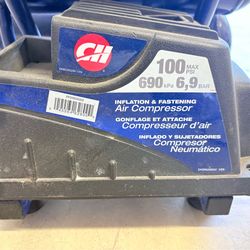 CH
100 MAX
PSI
690 kPa 6,9 BAR
INFLATION & FASTENING
Air Compressor
GONFLAGE ET ATTACHE
Compresseur d'air
INFLADO Y SUJETADORES
Compresor
Neumático